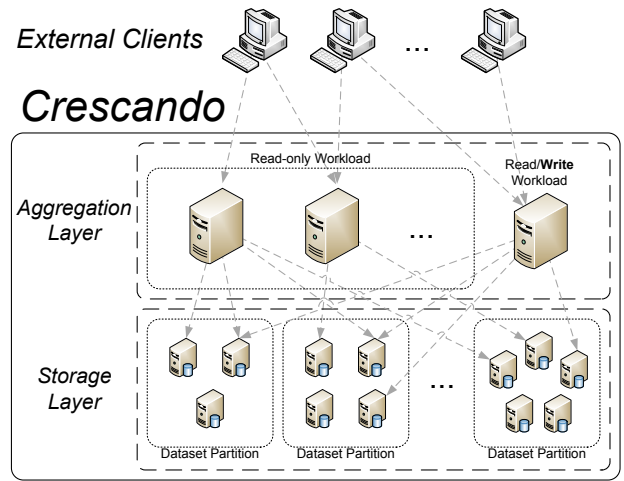 External Clients
...
Crescando
Read-only Workload
Read/Write
Workload
Aggregation
Layer
...
Storage
Layer
...
Dataset Partition
Dataset Partition
Dataset Partition